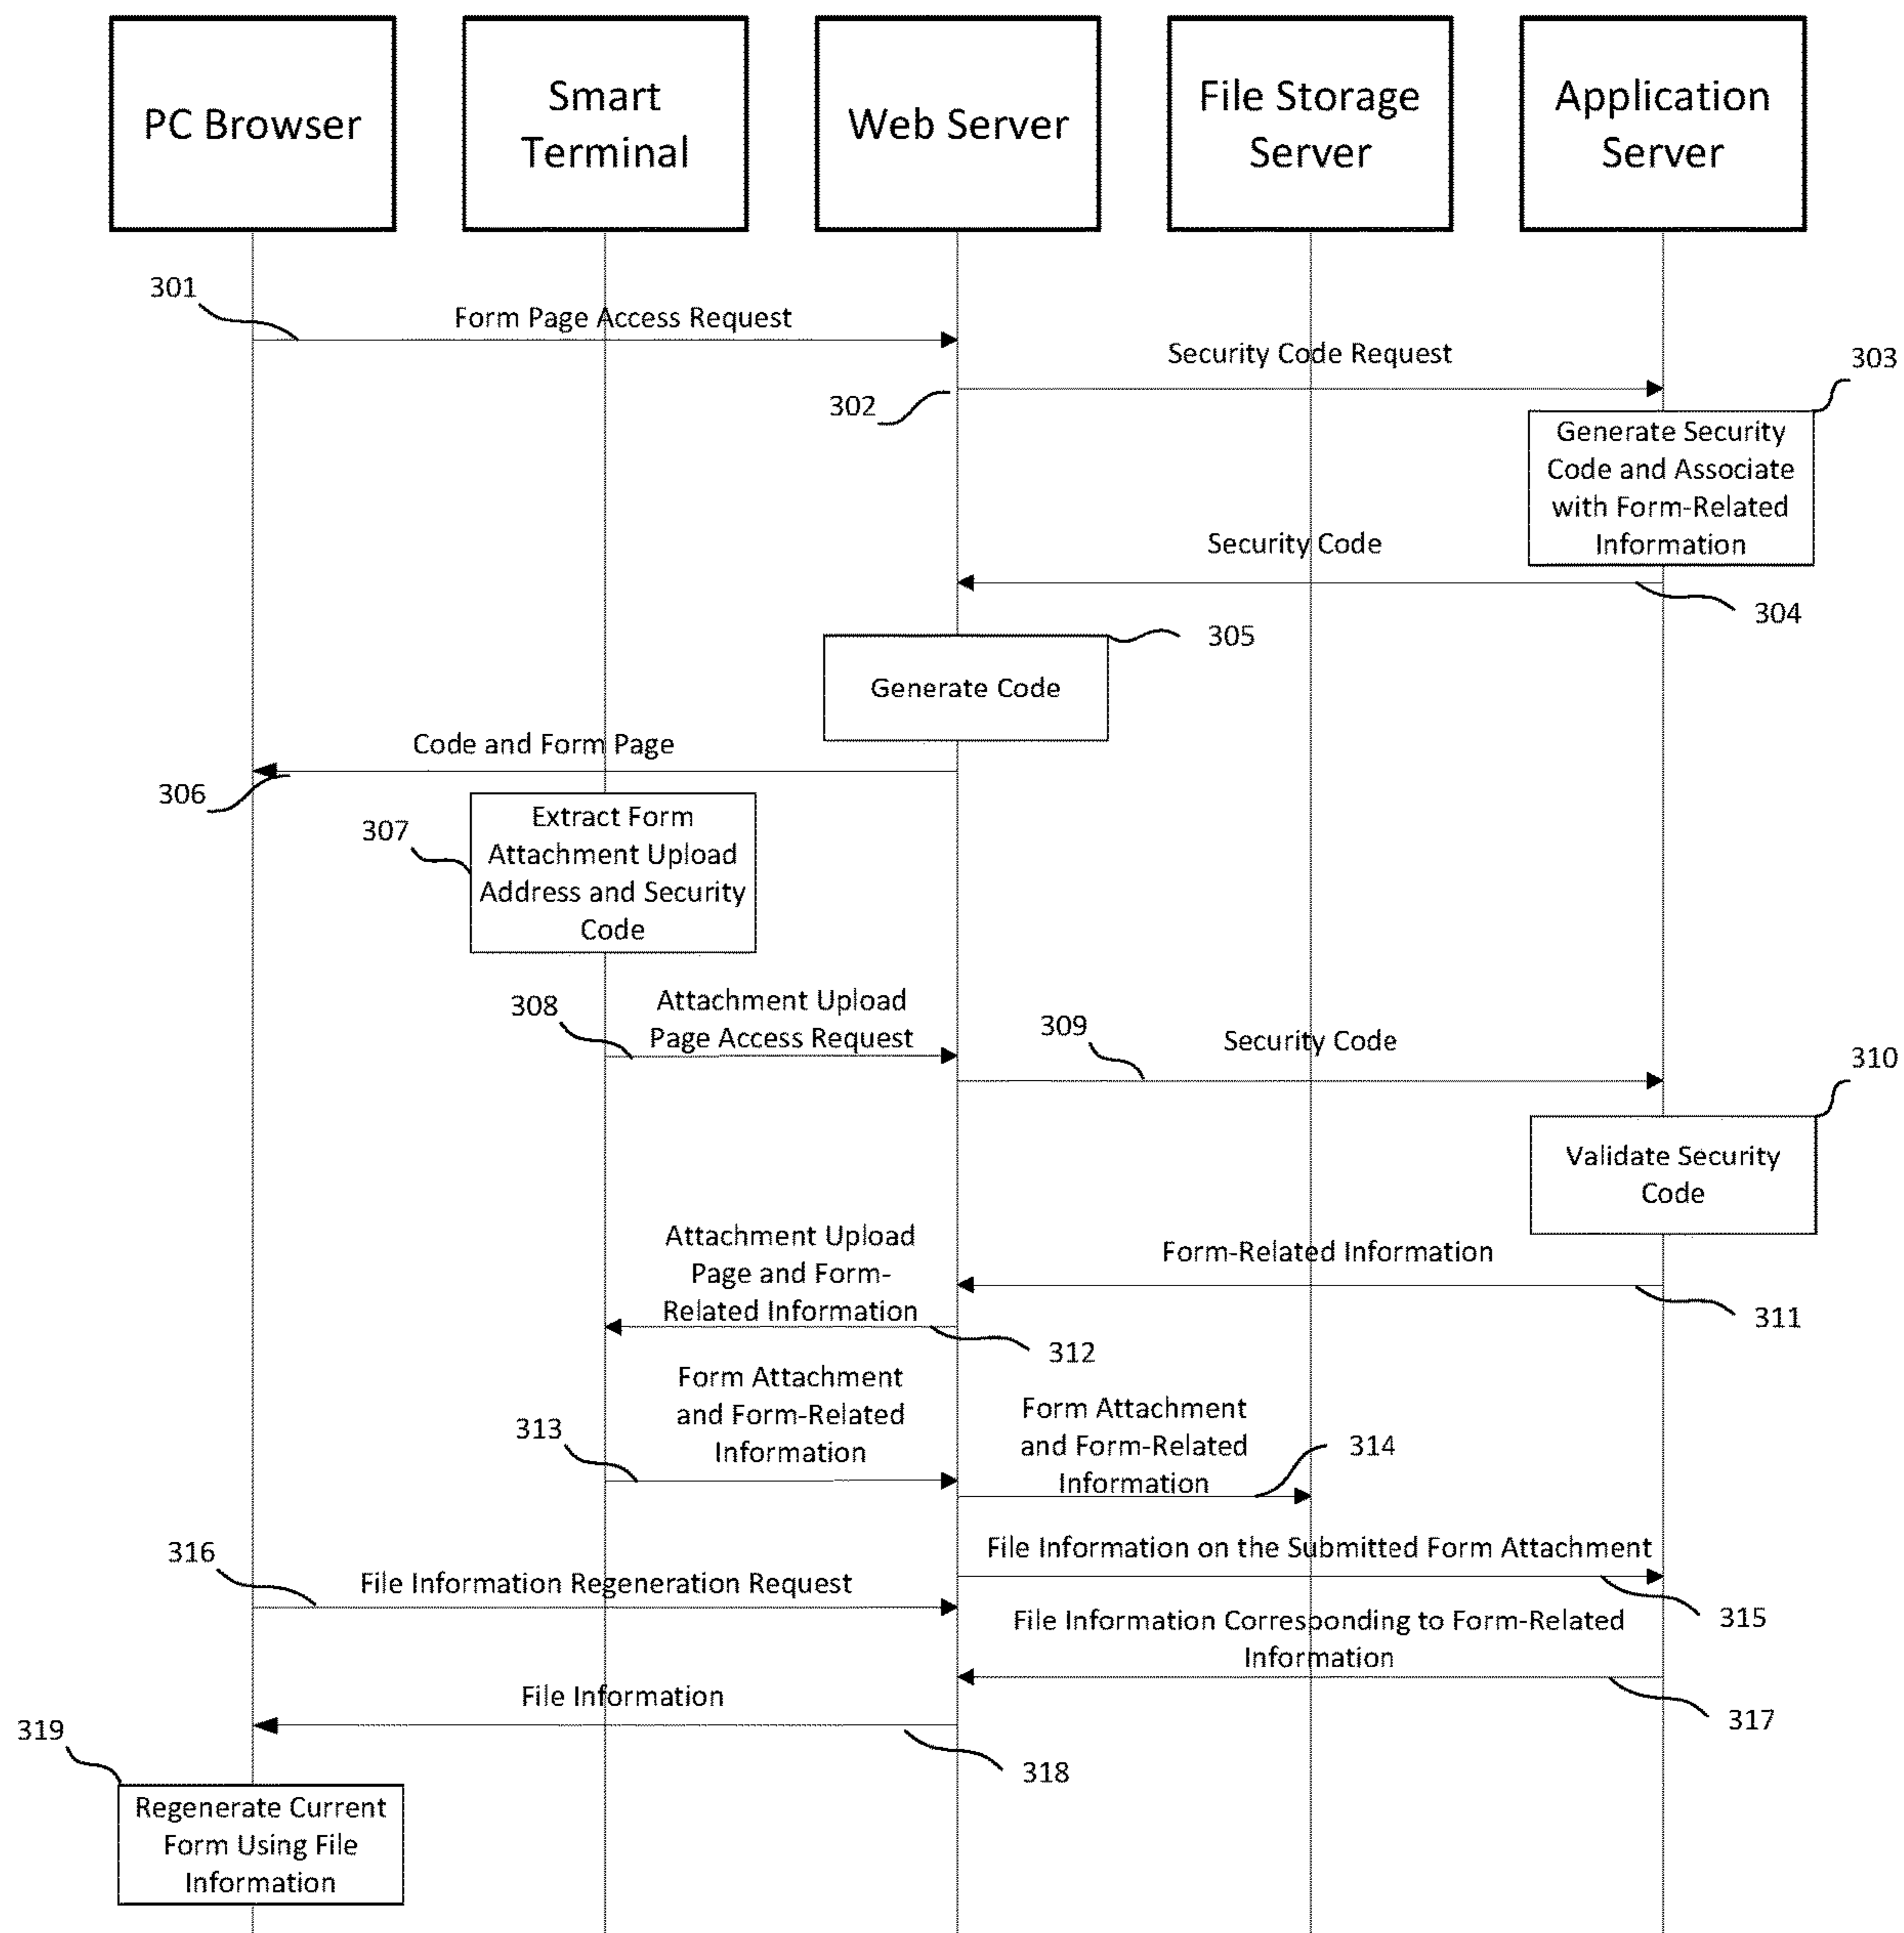 PC Browser
Smart
Terminal
Web Server
File Storage
Server
Application
Server
301
Form Page Access Request
Security Code Request
302
303
Generate Security
Code and Associate
with Form-Related
Information
Security Code
304
305
Generate Code
Code and Form Page
306
307
Extract Form
Attachment Upload
Address and Security
Code
308
Attachment Upload
Page Access Request
309
Security Code
310
Validate Security
Code
Form-Related Information
311
Attachment Upload
Page and Form-
Related Information
312
Form Attachment
and Form-Related
Information
313
Form Attachment
and Form-Related
Information
314
File Information on the Submitted Form Attachment
315
316
File Information Regeneration Request
File Information Corresponding to Form-Related
Information
317
File Information
318
319
Regenerate Current
Form Using File
Information